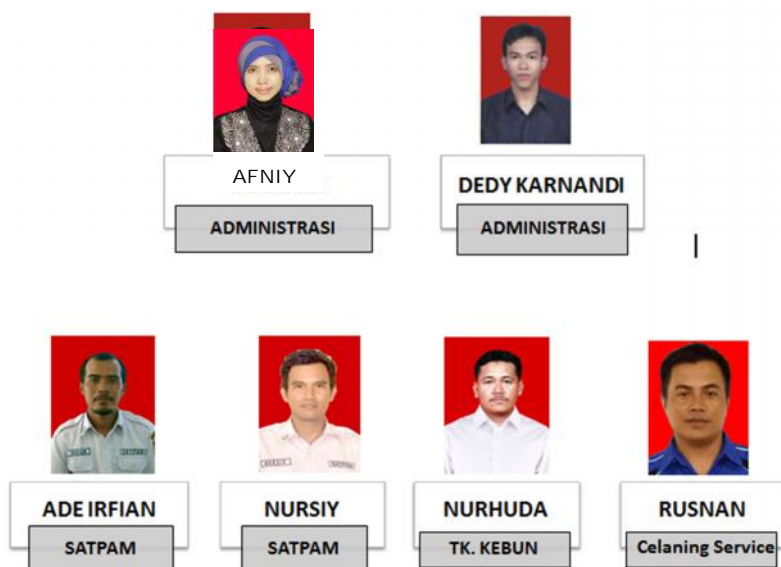 AFNIY
ADMINISTRASI
DEDY KARNANDI
ADMINISTRASI
ADE IRFIAN
SATPAM
NURSIY
SATPAM
NURHUDA
TK. KEBUN
RUSNAN
Celaning Service